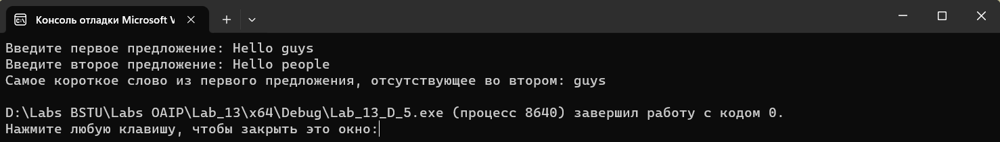 Консоль отладки Microsoft V
Введите первое предложение: Hello guys
Введите второе предложение: Hello people
Самое короткое слово из первого предложения, отсутствующее во втором: guys
D:\Labs BSTU\Labs OAIP\Lab_13\x64\Debug\Lab_13_D_5.exe (процесс 8640) завершил работу с кодом 0.
Нажмите любую клавишу, чтобы закрыть это окно: